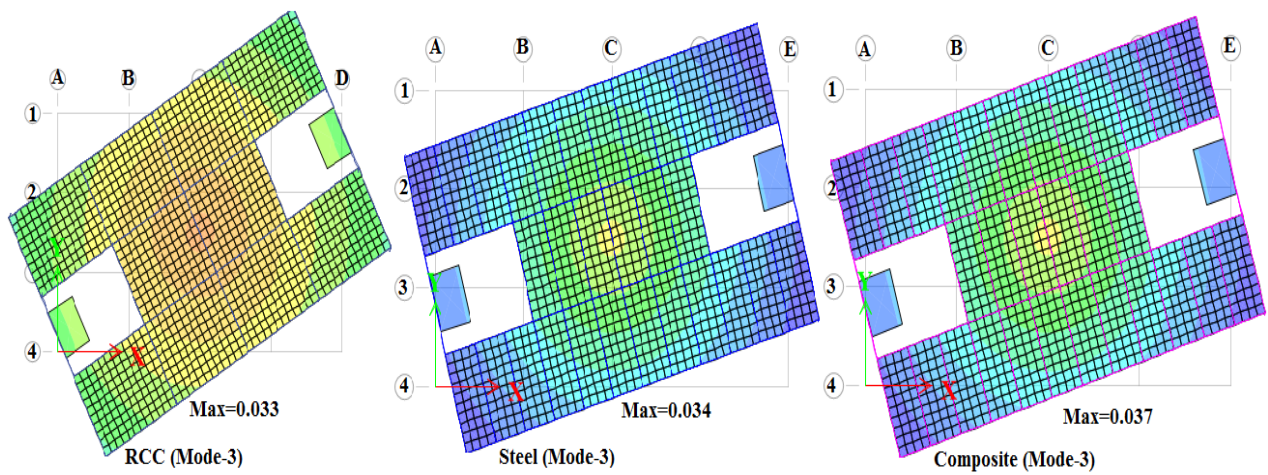 A B D
1
2
3
4
Y
X
Max=0.033
RCC (Mode-3)
A B C E
1
2
3
4
Y
X
Max=0.034
Steel (Mode-3)
A B C E
1
2
3
4
Y
X
Max=0.037
Composite (Mode-3)